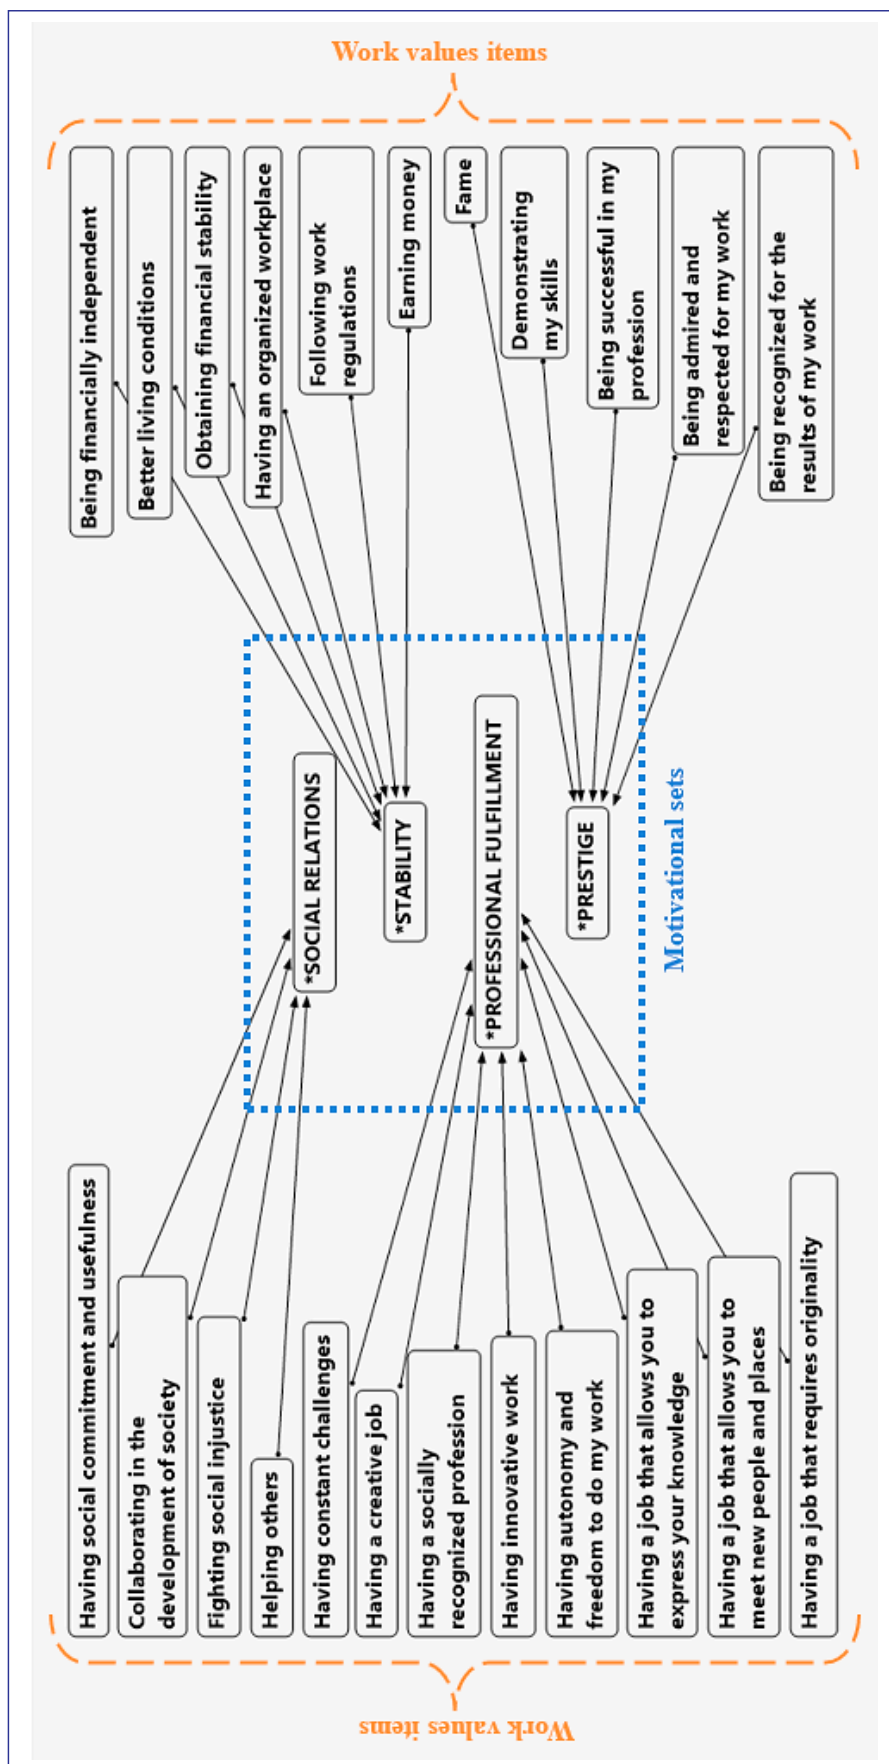 Work values items
Being financially independent
Better living conditions
Obtaining financial stability
Having an organized workplace
Following work
regulations
Earning money
Fame
Demonstrating
my skills
Being successful in my
profession
Being admired and
respected for my work
Being recognized for the
results of my work
*SOCIAL RELATIONS
*STABILITY
*PROFESSIONAL FULFILLMENT
*PRESTIGE
Motivational sets
Having social commitment and usefulness
Collaborating in the
development of society
Fighting social injustice
Helping others
Having constant challenges
Having a creative job
Having a socially
recognized profession
Having innovative work
Having autonomy and
freedom to do my work
Having a job that allows you to
express your knowledge
Having a job that allows you to
meet new people and places
Having a job that requires originality
Work values items